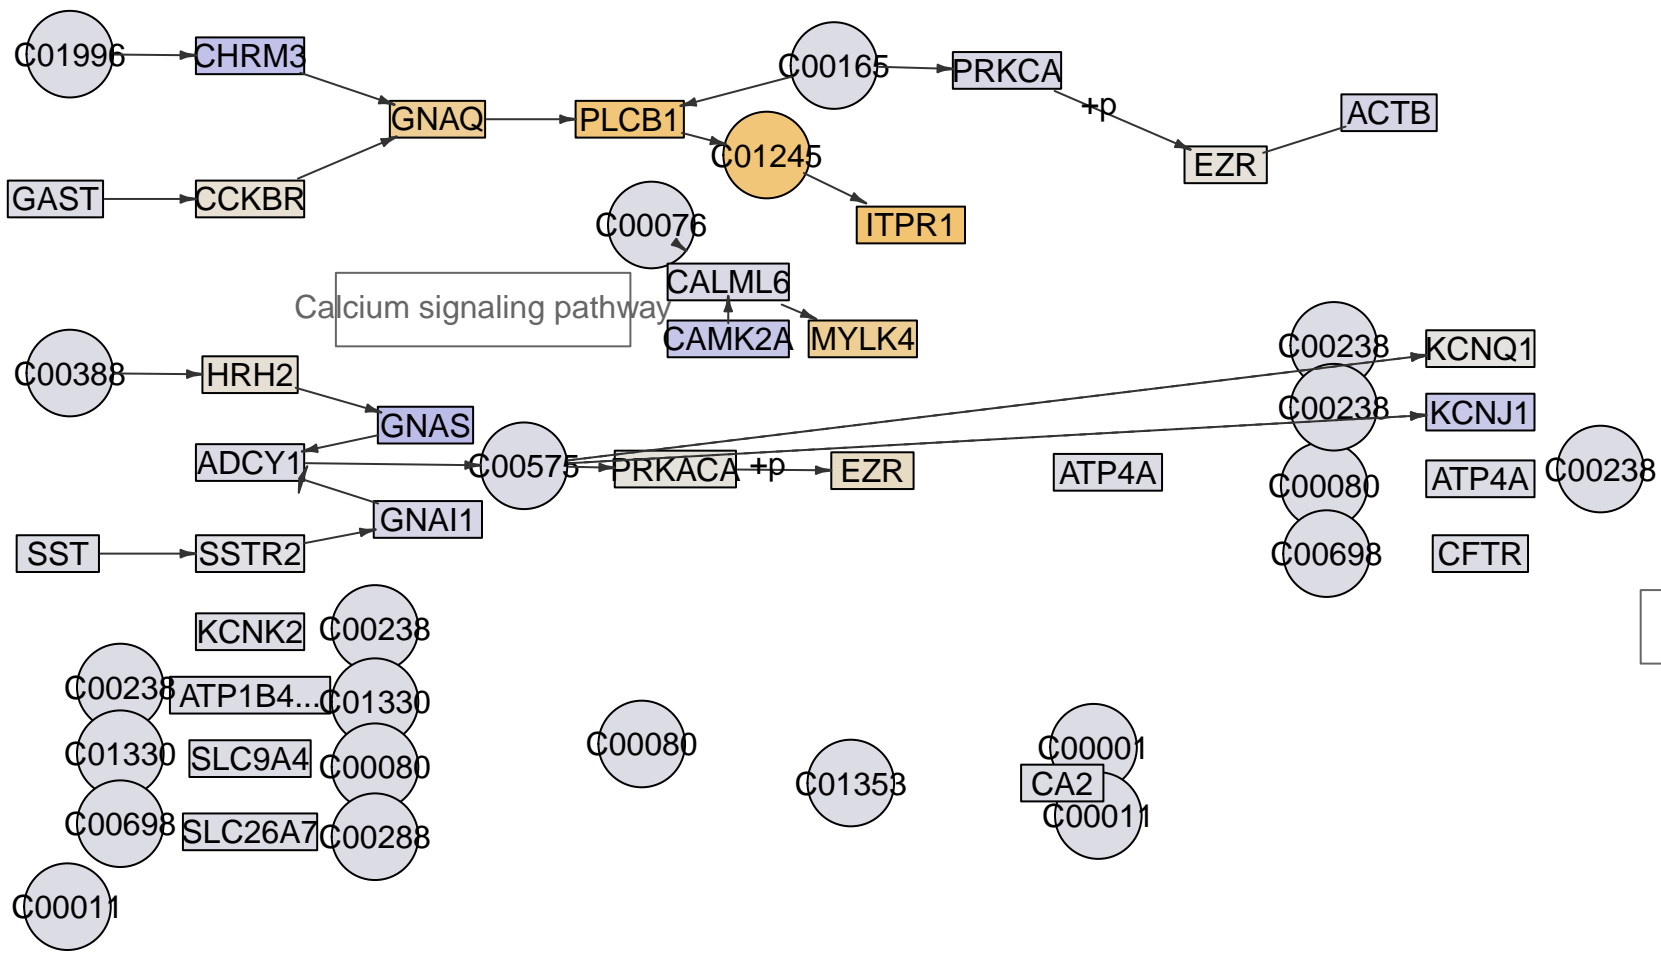 C01996
CHRM3
C00165
PRKCA
+p
ACTB
GNAQ
PLCB1
C01245
EZR
GAST
CCKBR
C00076
ITPR1
CALML6
Calcium signaling pathway
CAMK2A
MYLK4
C00238
KCNQ1
C00388
HRH2
C00238
KCNJ1
GNAS
ADCY1
C00575
PRKACA
+p
EZR
ATP4A
C00080
ATP4A
C00238
GNAI1
SST
SSTR2
C00698
CFTR
KCNK2
C00238
C00238
ATP1B4...
C01330
C01330
SLC9A4
C00080
C00080
C01353
C00001
CA2
C00011
C00698
SLC26A7
C00288
C00011